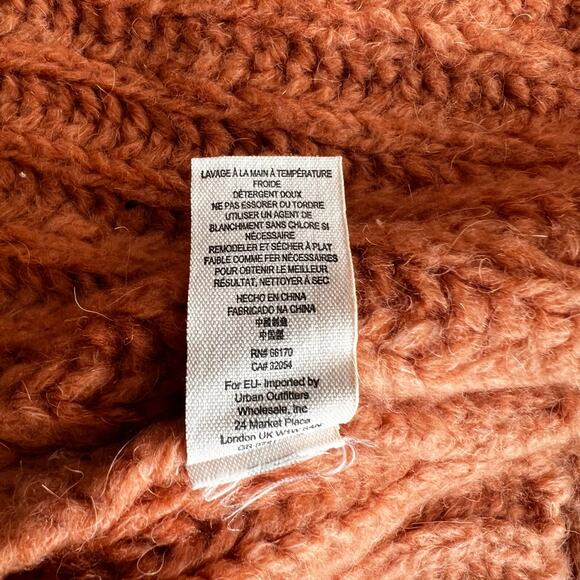 LAVAGE À LA MAIN À TEMPÉRATURE
FROIDE
DÉTERGENT DOUX
NE PAS ESSORER OU TORDRE
UTILISER UN AGENT DE
BLANCHIMENT SANS CHLORE SI
NÉCESSAIRE
REMODELER ET SÉCHER À PLAT
FAIBLE COMME FER NÉCESSAIRES
POUR OBTENIR LE MEILLEUR
RÉSULTAT, NETTOYER À SEC
HECHO EN CHINA
FABRICADO NA CHINA
中國創造
中国製
RN# 66170
CA# 32054
For EU- Imported by
Urban Outfitters
Wholesale, Inc
24 Market Place
London UK W1W